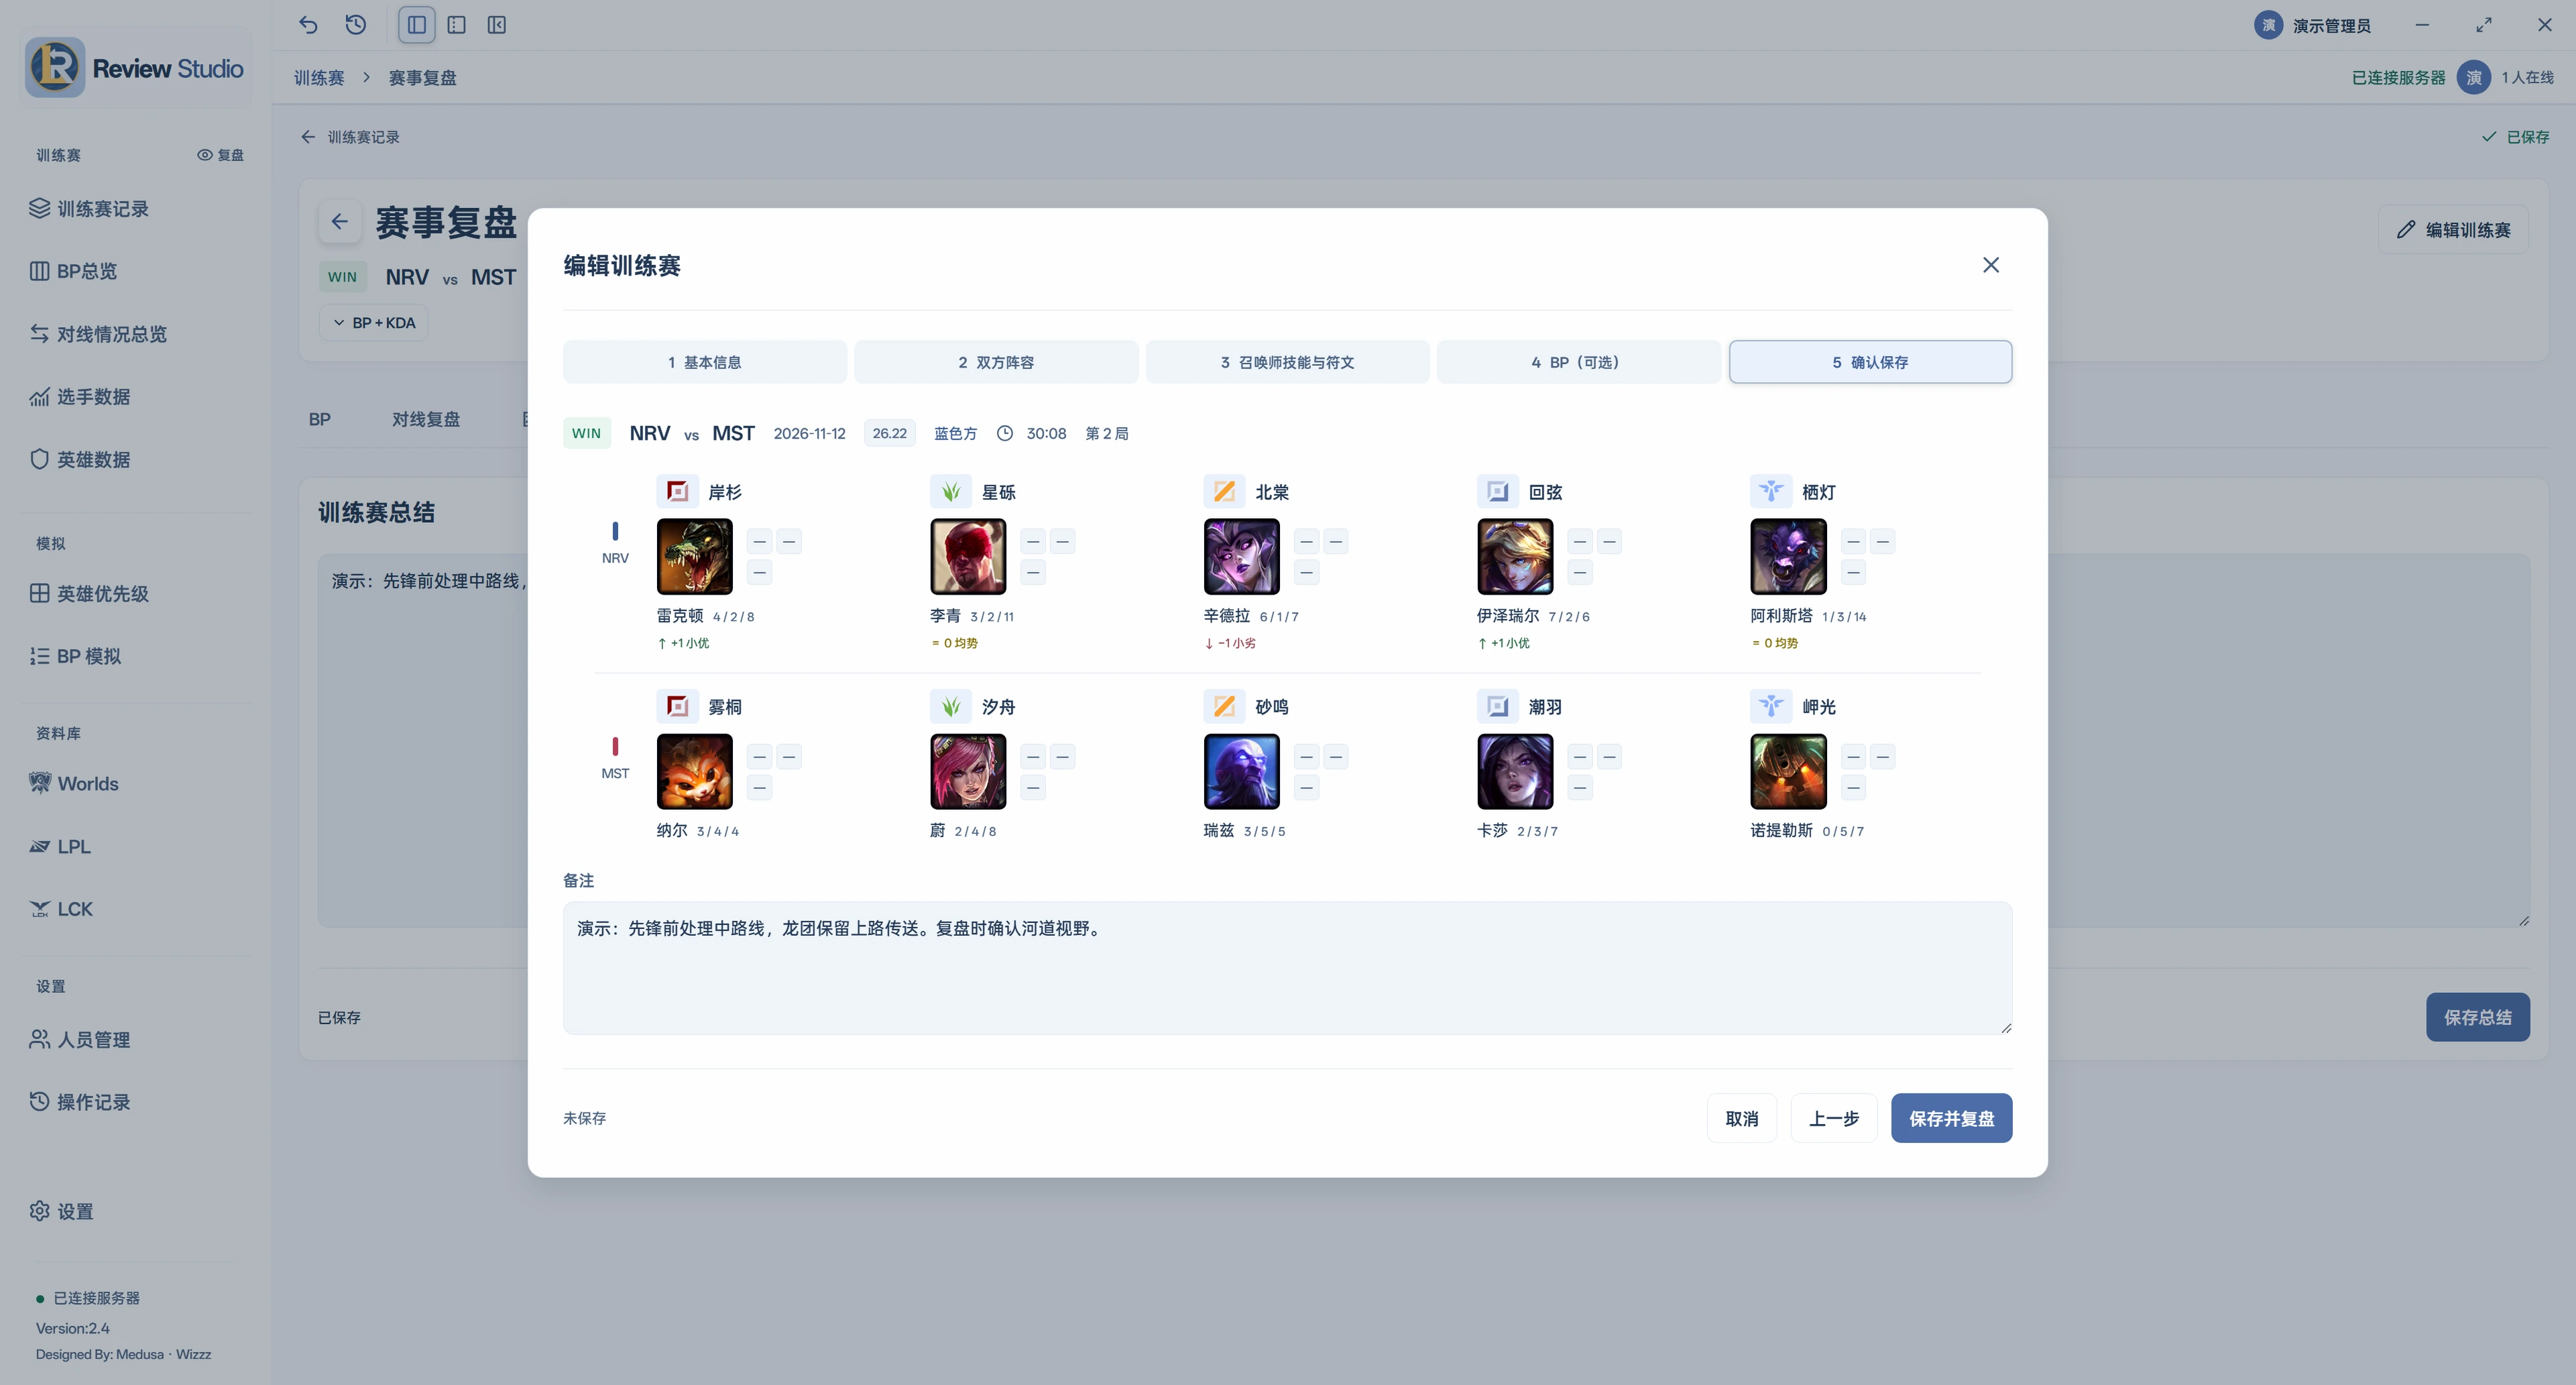 演 演示管理员
Review Studio
训练赛 > 赛事复盘
已连接服务器 演 1 人在线
训练赛 复盘
训练赛记录
BP总览
对线情况总览
选手数据
英雄数据
模拟
英雄优先级
BP 模拟
资料库
Worlds
LPL
LCK
设置
人员管理
操作记录
设置
已连接服务器
Version:2.4
Designed By: Medusa · Wizzz
训练赛记录
已保存
赛事复盘
编辑训练赛
WIN NRV vs MST
BP + KDA
BP 对线复盘
训练赛总结
演示：先锋前处理中路线，
已保存
保存总结
编辑训练赛
1 基本信息 2 双方阵容 3 召唤师技能与符文 4 BP（可选） 5 确认保存
WIN NRV vs MST 2026-11-12 26.22 蓝色方 30:08 第 2 局
岸杉 星砾 北棠 回弦 栖灯
NRV
— — — — — — — — — —
— — — — —
雷克顿 4 / 2 / 8 李青 3 / 2 / 11 辛德拉 6 / 1 / 7 伊泽瑞尔 7 / 2 / 6 阿利斯塔 1 / 3 / 14
↑ +1 小优 = 0 均势 ↓ −1 小劣 ↑ +1 小优 = 0 均势
雾桐 汐舟 砂鸣 潮羽 岬光
MST
— — — — — — — — — —
— — — — —
纳尔 3 / 4 / 4 蔚 2 / 4 / 8 瑞兹 3 / 5 / 5 卡莎 2 / 3 / 7 诺提勒斯 0 / 5 / 7
备注
演示：先锋前处理中路线，龙团保留上路传送。复盘时确认河道视野。
未保存
取消 上一步 保存并复盘